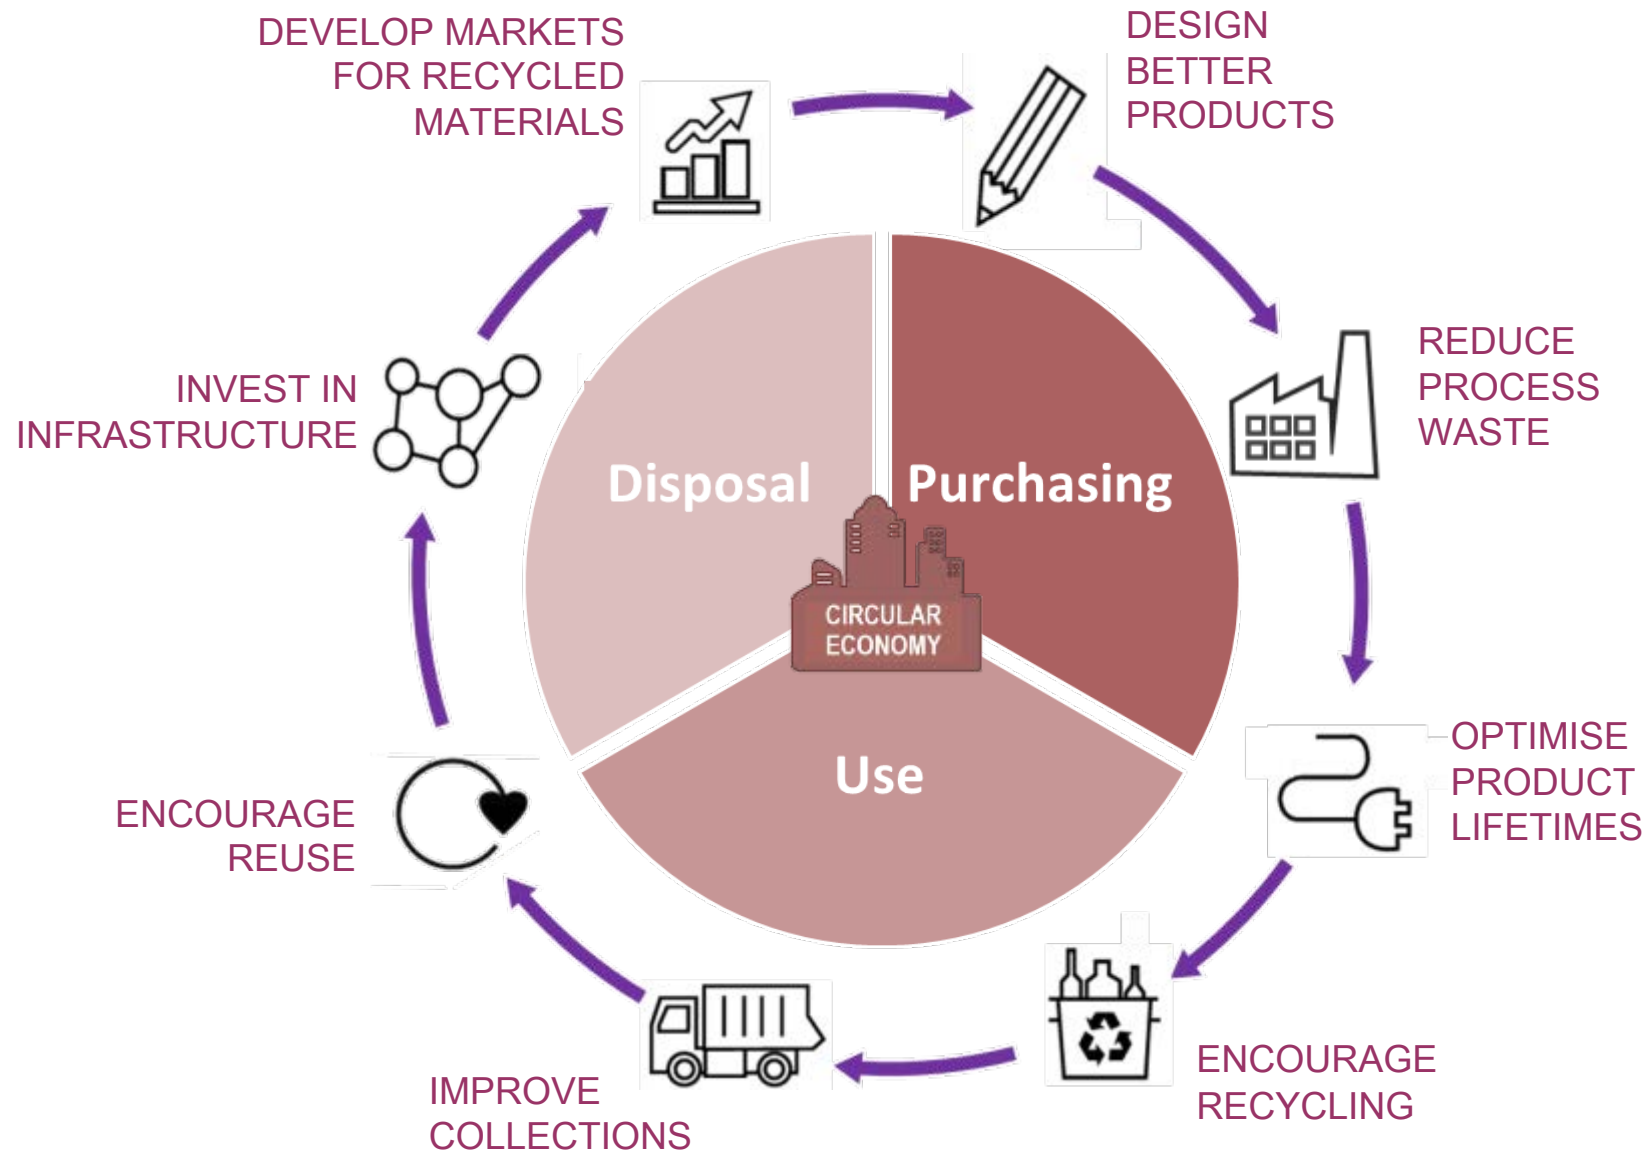 DEVELOP MARKETS
FOR RECYCLED
MATERIALS
DESIGN
BETTER
PRODUCTS
REDUCE
PROCESS
WASTE
INVEST IN
INFRASTRUCTURE
Disposal
Purchasing
CIRCULAR
ECONOMY
Use
OPTIMISE
PRODUCT
LIFETIMES
ENCOURAGE
REUSE
ENCOURAGE
RECYCLING
IMPROVE
COLLECTIONS